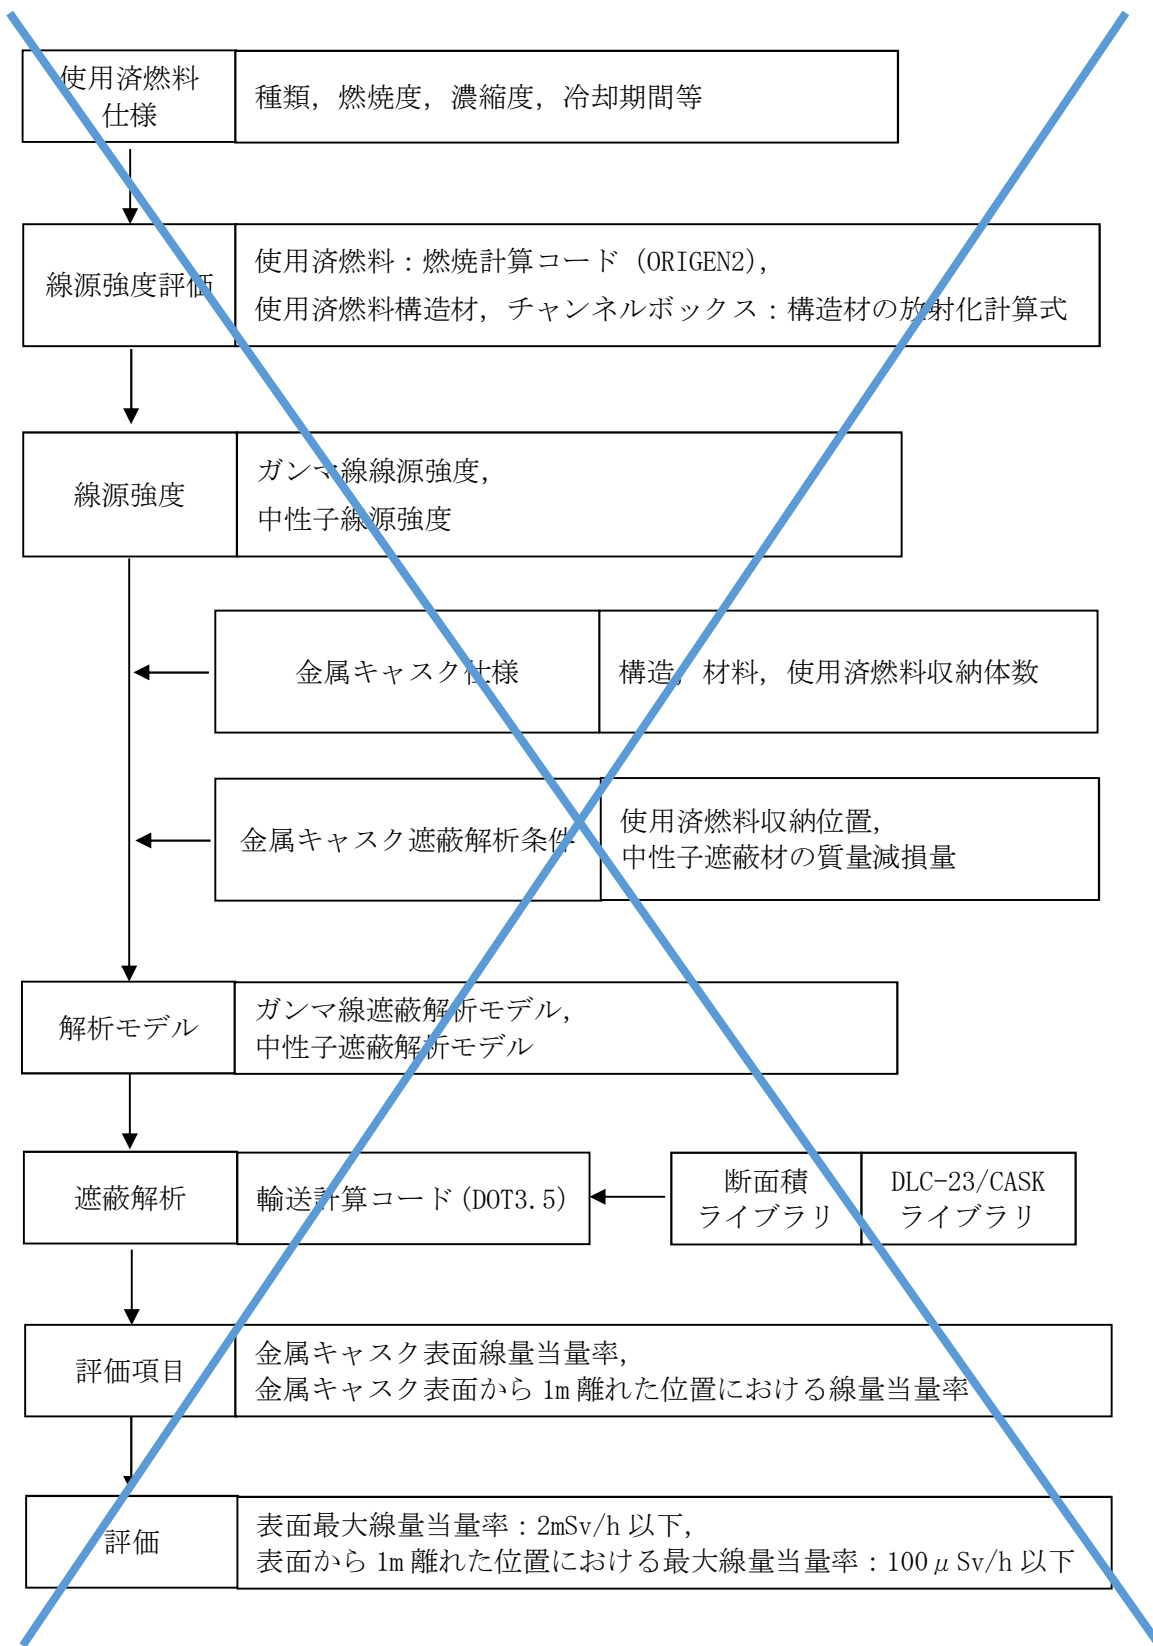 使用済燃料
仕様
種類，燃焼度，濃縮度，冷却期間等
線源強度評価
使用済燃料：燃焼計算コード（ORIGEN2），
使用済燃料構造材，チャンネルボックス：構造材の放射化計算式
線源強度
ガンマ線線源強度，
中性子線源強度
金属キャスク仕様
構造，材料，使用済燃料収納体数
金属キャスク遮蔽解析条件
使用済燃料収納位置，
中性子遮蔽材の質量減損量
解析モデル
ガンマ線遮蔽解析モデル，
中性子遮蔽解析モデル
遮蔽解析
輸送計算コード(DOT3.5)
断面積
ライブラリ
DLC-23/CASK
ライブラリ
評価項目
金属キャスク表面線量当量率，
金属キャスク表面から 1m 離れた位置における線量当量率
評価
表面最大線量当量率：2mSv/h 以下，
表面から 1m 離れた位置における最大線量当量率：100μSv/h 以下